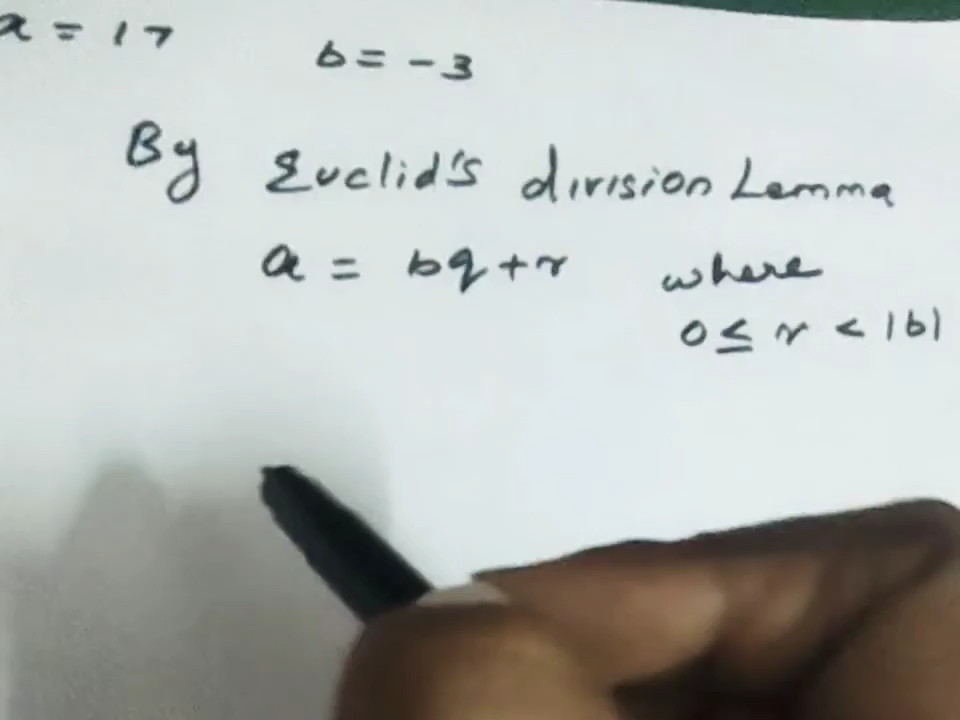 a = 17 b = -3
By Euclid's division Lemma
a = bq + r where
0 ≤ r < |b|